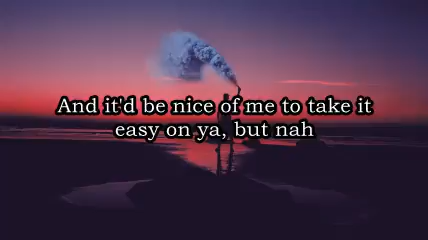 And it'd be nice of me to take it
easy on ya, but nah